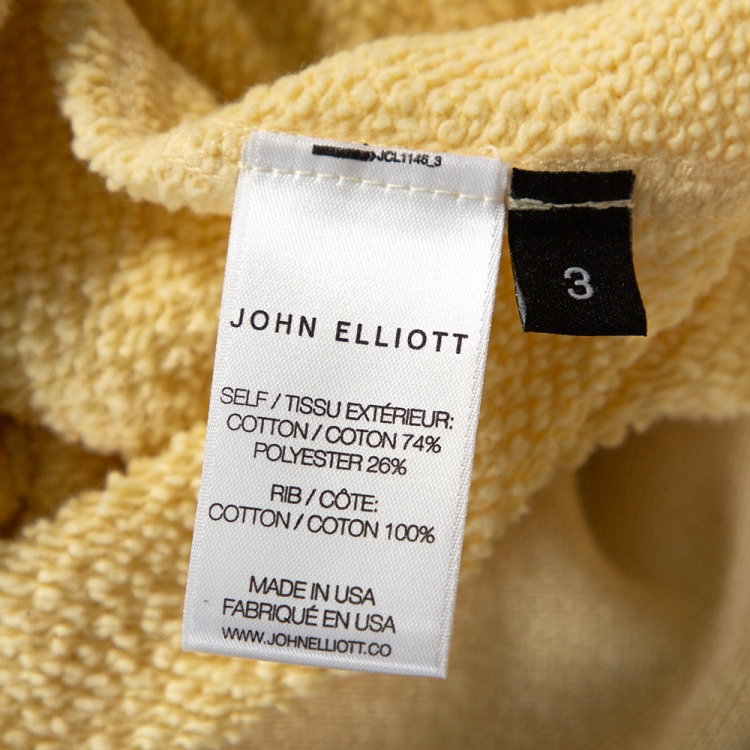 JCL1146_3
JOHN ELLIOTT
SELF / TISSU EXTÉRIEUR:
COTTON / COTON 74%
POLYESTER 26%
RIB / CÔTE:
COTTON / COTON 100%
MADE IN USA
FABRIQUÉ EN USA
WWW.JOHNELLIOTT.CO
3